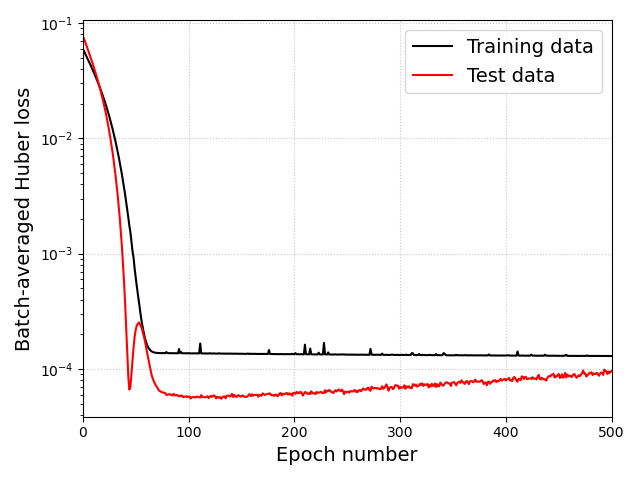 10⁻¹
10⁻²
10⁻³
10⁻⁴
Batch-averaged Huber loss
Training data
Test data
0 100 200 300 400 500
Epoch number